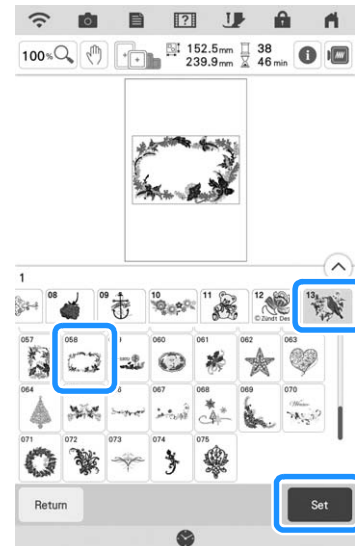 100%
152.5mm 38
239.9mm 46 min
1
08 09 10 11 12 13
©Zündt Des
057 058 060 061 062 063
064 066 067 068 069 070
071 072 073 074 075
Return
Set